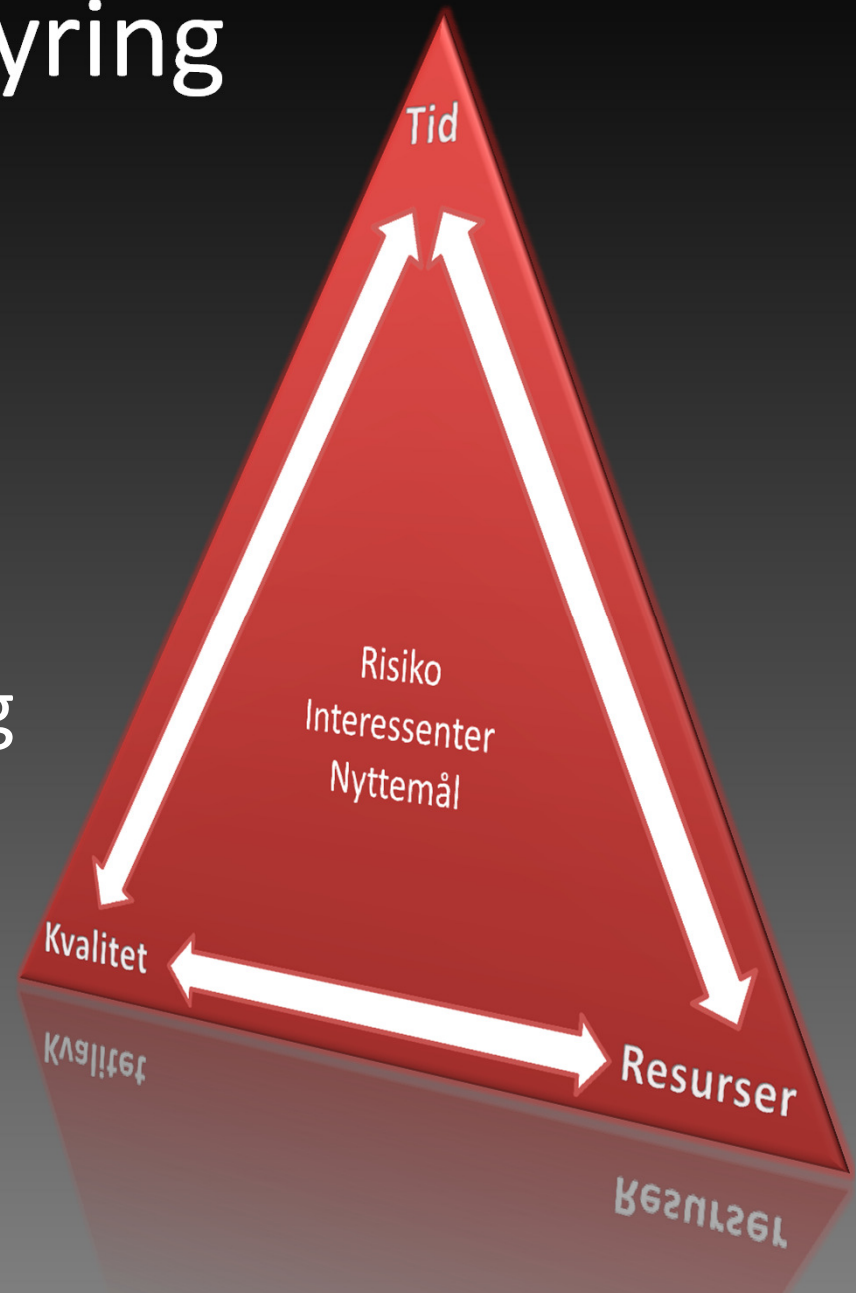 yring
Tid
Risiko
Interessenter
Nyttemål
g
Kvalitet
Resurser
Kvalitet
Resurser